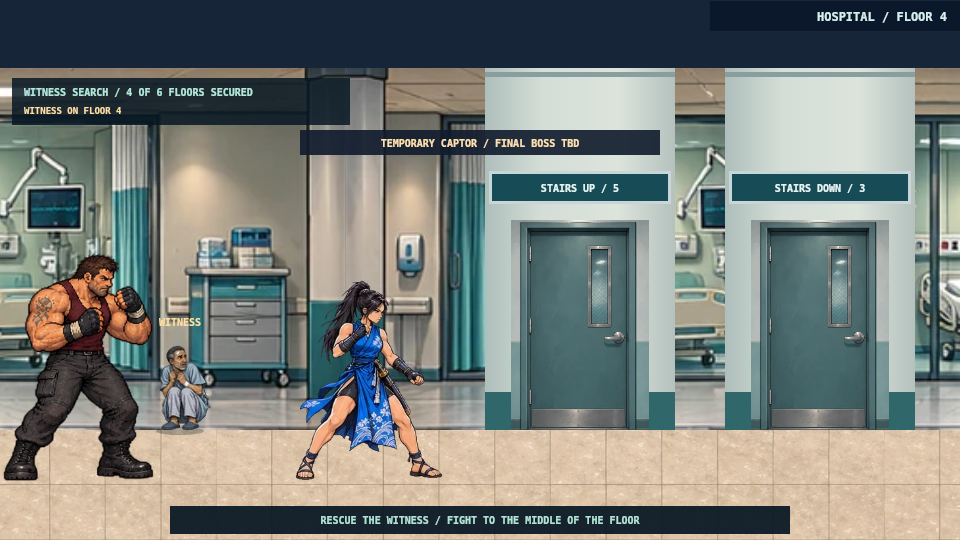 HOSPITAL / FLOOR 4
WITNESS SEARCH / 4 OF 6 FLOORS SECURED
WITNESS ON FLOOR 4
TEMPORARY CAPTOR / FINAL BOSS TBD
STAIRS UP / 5
STAIRS DOWN / 3
WITNESS
RESCUE THE WITNESS / FIGHT TO THE MIDDLE OF THE FLOOR